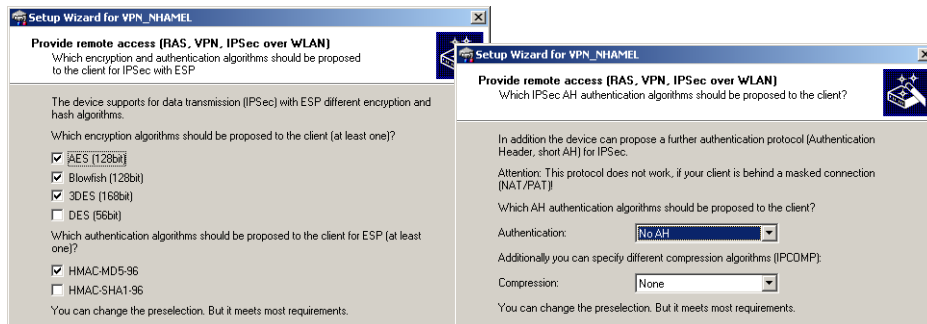 Setup Wizard for VPN_NHAMEL
Provide remote access (RAS, VPN, IPSec over WLAN)
Which encryption and authentication algorithms should be proposed
to the client for IPSec with ESP
The device supports for data transmission (IPSec) with ESP different encryption and
hash algorithms.
Which encryption algorithms should be proposed to the client (at least one)?
AES (128bit)
Blowfish (128bit)
3DES (168bit)
DES (56bit)
Which authentication algorithms should be proposed to the client for ESP (at least
one)?
HMAC-MD5-96
HMAC-SHA1-96
You can change the preselection. But it meets most requirements.
Setup Wizard for VPN_NHAMEL
Provide remote access (RAS, VPN, IPSec over WLAN)
Which IPSec AH authentication algorithms should be proposed to the client?
In addition the device can propose a further authentication protocol (Authentication
Header, short AH) for IPSec.
Attention: This protocol does not work, if your client is behind a masked connection
(NAT/PAT)!
Which AH authentication algorithms should be proposed to the client?
Authentication: No AH
Additionally you can specify different compression algorithms (IPCOMP):
Compression: None
You can change the preselection. But it meets most requirements.